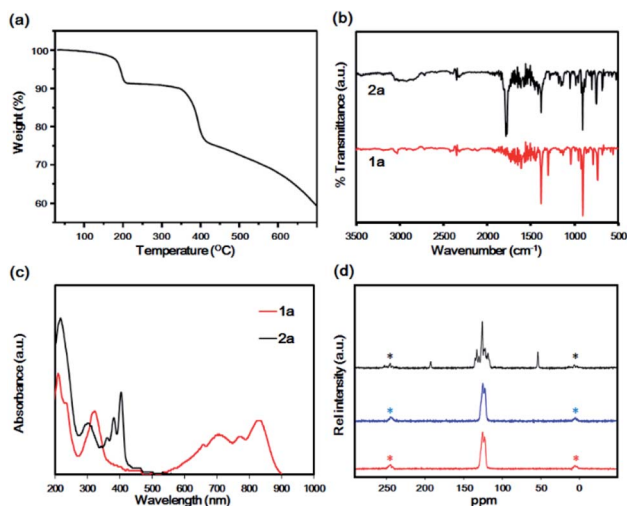 (a)
100
90
80
70
60
Weight (%)
100 200 300 400 500 600
Temperature (OC)
(b)
2a
1a
% Transmittance (a.u.)
3500 3000 2500 2000 1500 1000 500
Wavenumber (cm-1)
(c)
1a
2a
Absorbance (a.u.)
200 300 400 500 600 700 800 900 1000
Wavelength (nm)
(d)
* *
* *
* *
Rel intensity (a.u.)
250 200 150 100 50 0
ppm